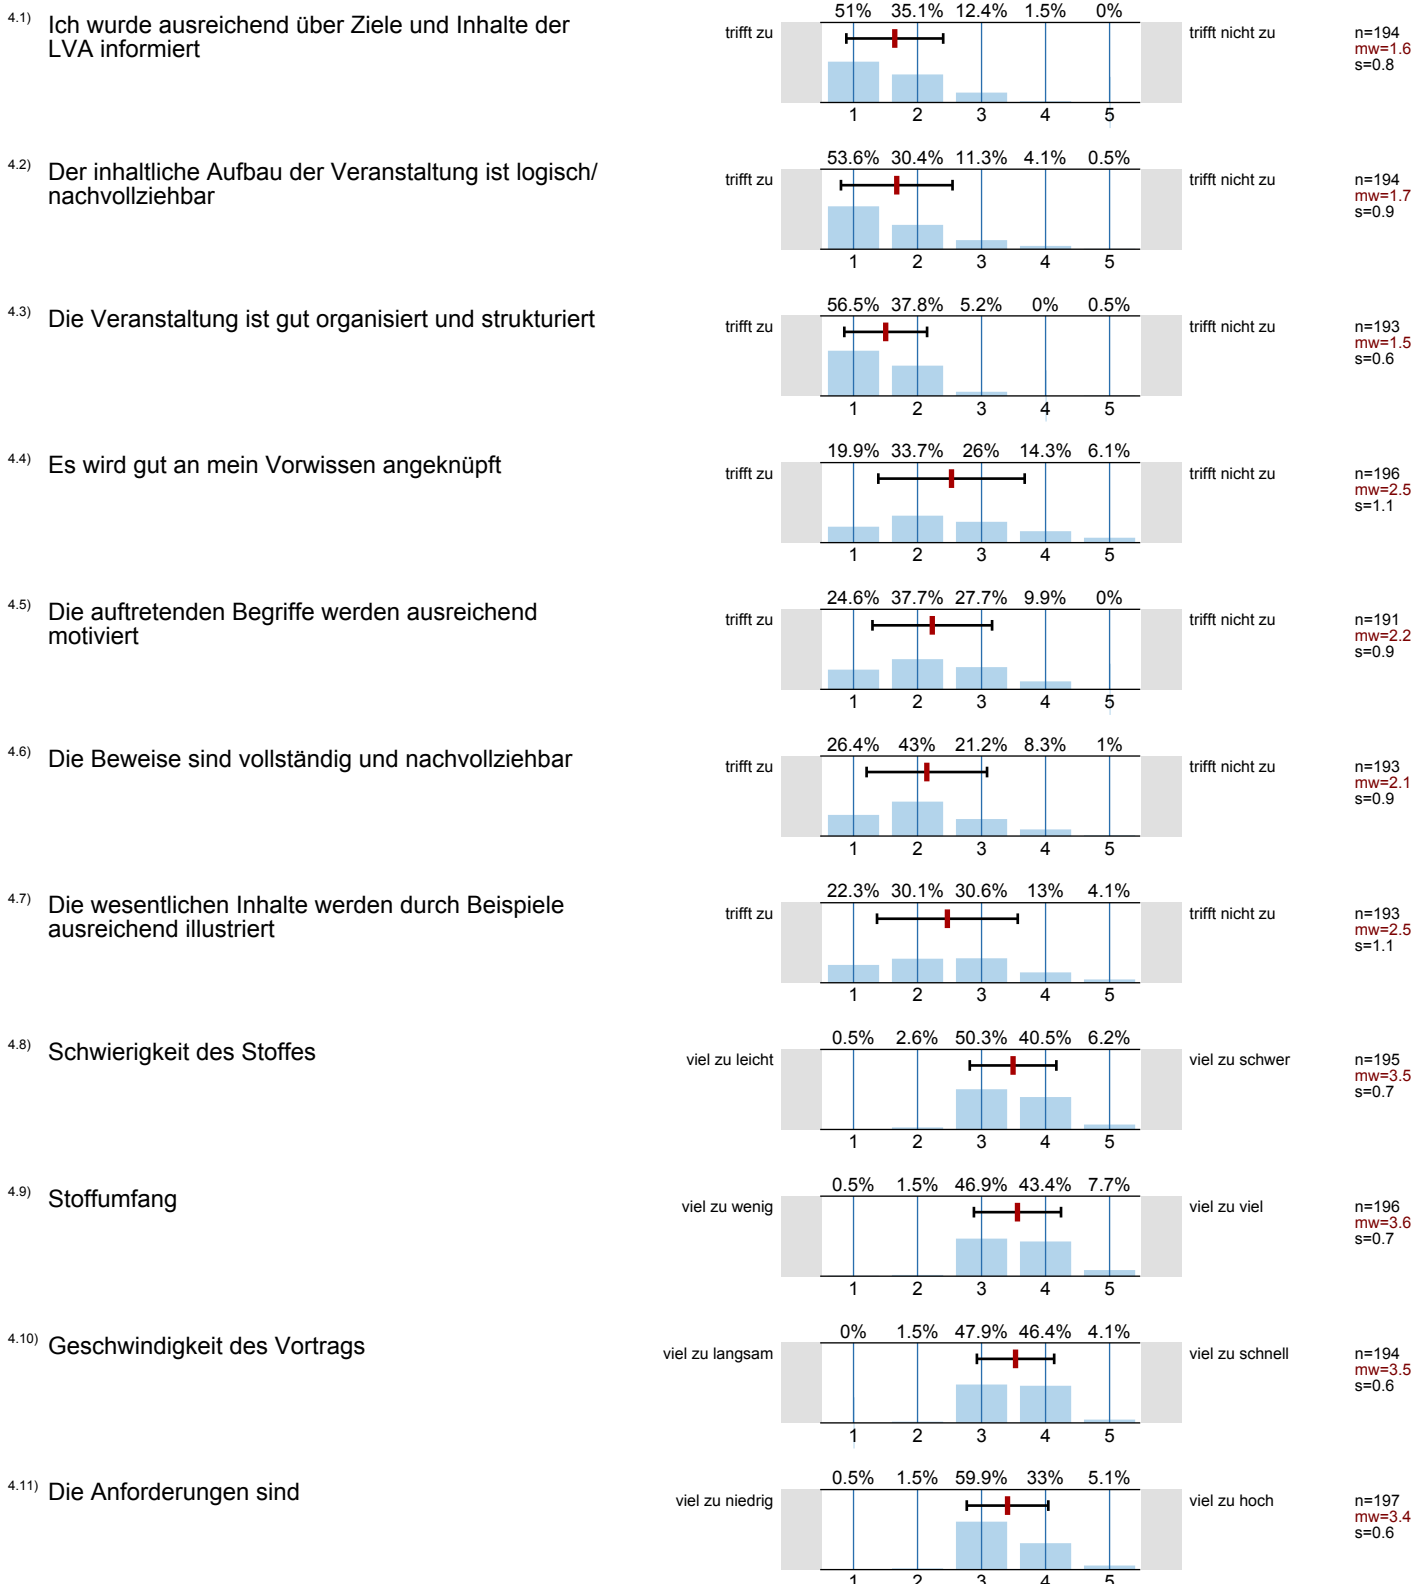 4.1) Ich wurde ausreichend über Ziele und Inhalte der
LVA informiert
51% 35.1% 12.4% 1.5% 0%
trifft zu
trifft nicht zu
n=194
mw=1.6
s=0.8
1 2 3 4 5
4.2) Der inhaltliche Aufbau der Veranstaltung ist logisch/
nachvollziehbar
53.6% 30.4% 11.3% 4.1% 0.5%
trifft zu
trifft nicht zu
n=194
mw=1.7
s=0.9
1 2 3 4 5
4.3) Die Veranstaltung ist gut organisiert und strukturiert
56.5% 37.8% 5.2% 0% 0.5%
trifft zu
trifft nicht zu
n=193
mw=1.5
s=0.6
1 2 3 4 5
4.4) Es wird gut an mein Vorwissen angeknüpft
19.9% 33.7% 26% 14.3% 6.1%
trifft zu
trifft nicht zu
n=196
mw=2.5
s=1.1
1 2 3 4 5
4.5) Die auftretenden Begriffe werden ausreichend
motiviert
24.6% 37.7% 27.7% 9.9% 0%
trifft zu
trifft nicht zu
n=191
mw=2.2
s=0.9
1 2 3 4 5
4.6) Die Beweise sind vollständig und nachvollziehbar
26.4% 43% 21.2% 8.3% 1%
trifft zu
trifft nicht zu
n=193
mw=2.1
s=0.9
1 2 3 4 5
4.7) Die wesentlichen Inhalte werden durch Beispiele
ausreichend illustriert
22.3% 30.1% 30.6% 13% 4.1%
trifft zu
trifft nicht zu
n=193
mw=2.5
s=1.1
1 2 3 4 5
4.8) Schwierigkeit des Stoffes
0.5% 2.6% 50.3% 40.5% 6.2%
viel zu leicht
viel zu schwer
n=195
mw=3.5
s=0.7
1 2 3 4 5
4.9) Stoffumfang
0.5% 1.5% 46.9% 43.4% 7.7%
viel zu wenig
viel zu viel
n=196
mw=3.6
s=0.7
1 2 3 4 5
4.10) Geschwindigkeit des Vortrags
0% 1.5% 47.9% 46.4% 4.1%
viel zu langsam
viel zu schnell
n=194
mw=3.5
s=0.6
1 2 3 4 5
4.11) Die Anforderungen sind
0.5% 1.5% 59.9% 33% 5.1%
viel zu niedrig
viel zu hoch
n=197
mw=3.4
s=0.6
1 2 3 4 5